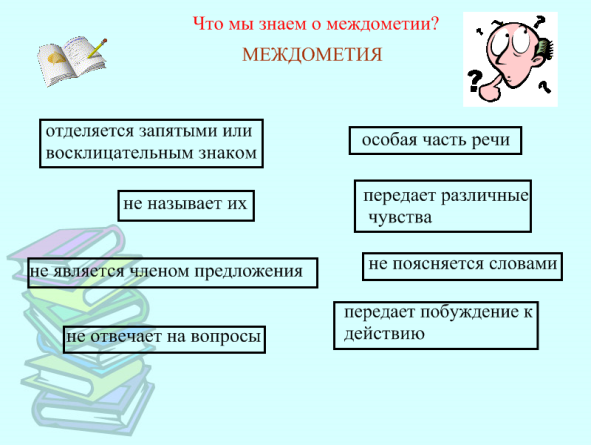 Что мы знаем о междометии?
МЕЖДОМЕТИЯ
?
отделяется запятыми или
восклицательным знаком
особая часть речи
не называет их
передает различные
чувства
не является членом предложения
не поясняется словами
передает побуждение к
действию
не отвечает на вопросы